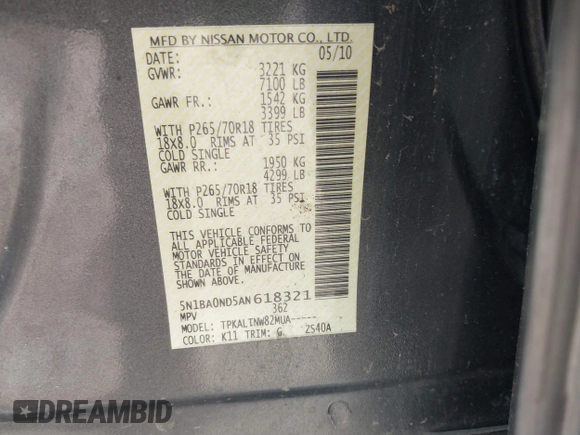 MFD BY NISSAN MOTOR CO., LTD.
DATE: 05/10
GVWR: 3221 KG
7100 LB
GAWR FR.: 1542 KG
3399 LB
WITH P265/70R18 TIRES
18X8.0 RIMS AT 35 PSI
COLD SINGLE
GAWR RR.: 1950 KG
4299 LB
WITH P265/70R18 TIRES
18X8.0 RIMS AT 35 PSI
COLD SINGLE
THIS VEHICLE CONFORMS TO
ALL APPLICABLE FEDERAL
MOTOR VEHICLE SAFETY
STANDARDS IN EFFECT ON
THE DATE OF MANUFACTURE
SHOWN ABOVE.
5N1BA0ND5AN618321
MPV 362
MODEL: TPKALTNW82MUA-----
COLOR: K11 TRIM: G ZS40A
DREAMBID